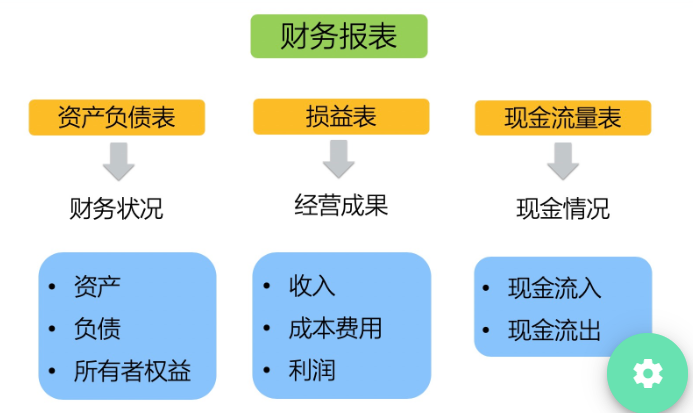 财务报表
资产负债表
损益表
现金流量表
财务状况
经营成果
现金情况
• 资产
• 负债
• 所有者权益
• 收入
• 成本费用
• 利润
• 现金流入
• 现金流出